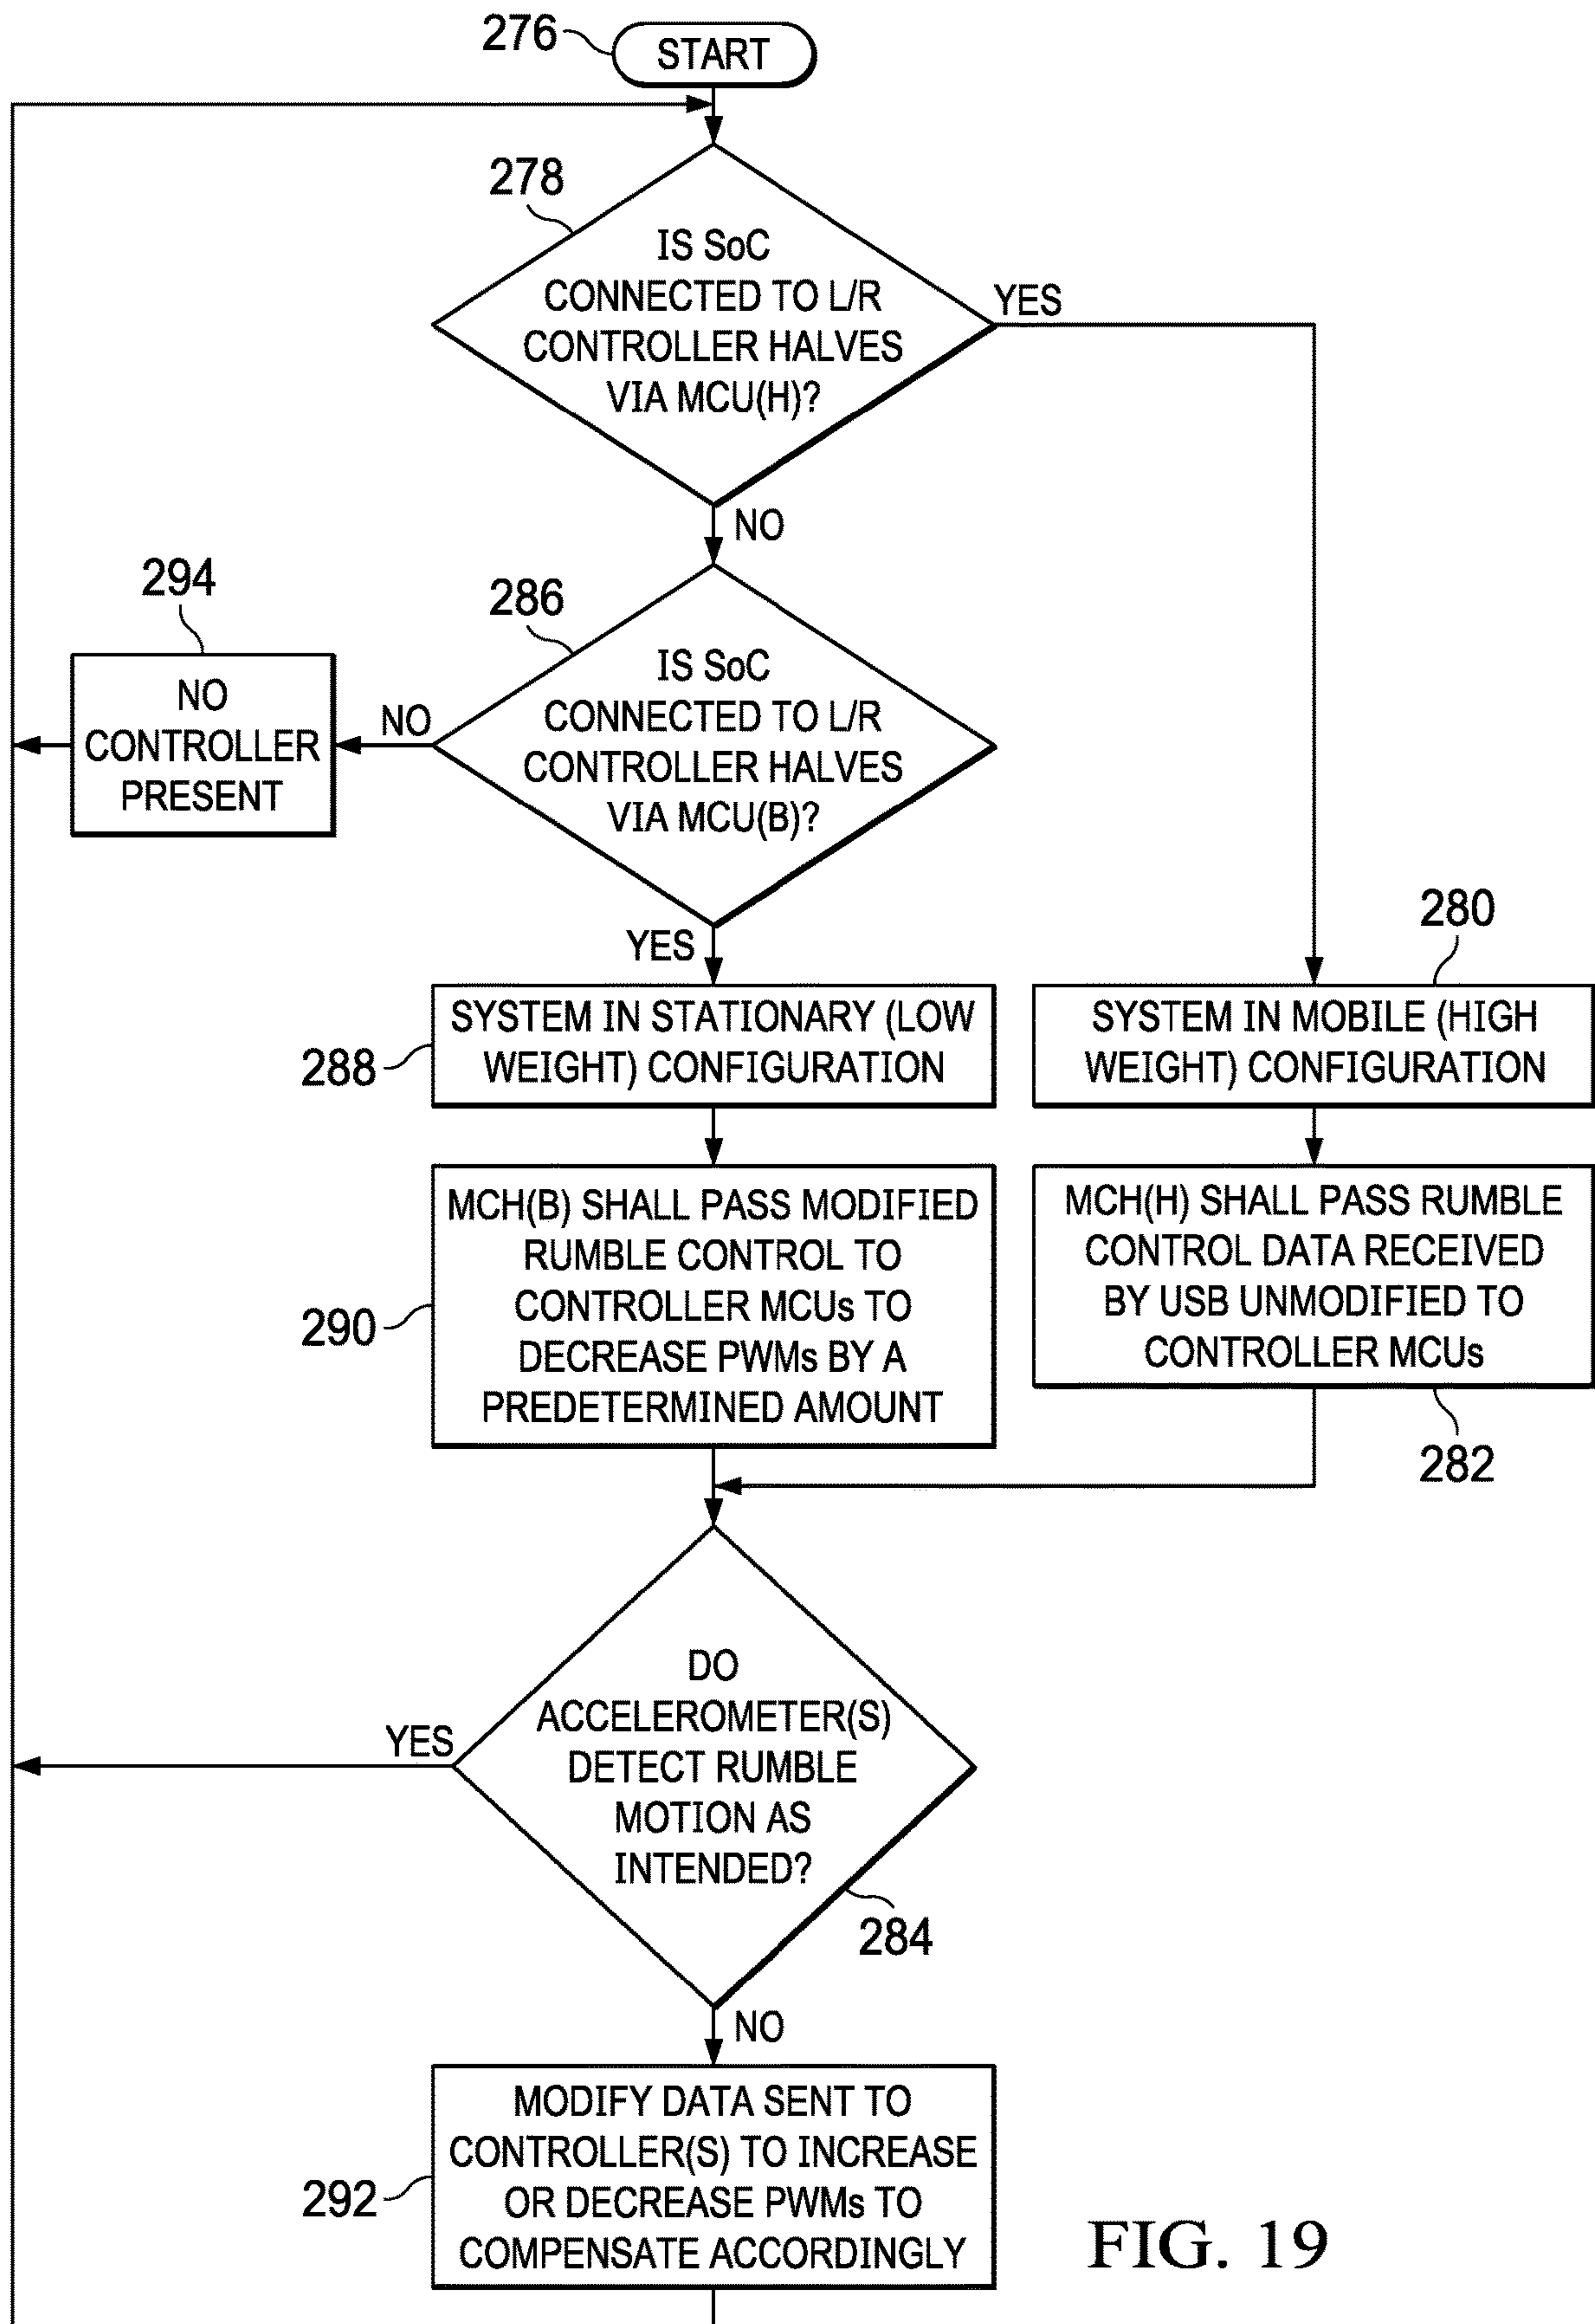 276
START
278
IS SoC
CONNECTED TO L/R
CONTROLLER HALVES
VIA MCU(H)?
YES
NO
294
NO
CONTROLLER
PRESENT
NO
286
IS SoC
CONNECTED TO L/R
CONTROLLER HALVES
VIA MCU(B)?
YES
280
288
SYSTEM IN STATIONARY (LOW
WEIGHT) CONFIGURATION
SYSTEM IN MOBILE (HIGH
WEIGHT) CONFIGURATION
290
MCH(B) SHALL PASS MODIFIED
RUMBLE CONTROL TO
CONTROLLER MCUs TO
DECREASE PWMs BY A
PREDETERMINED AMOUNT
MCH(H) SHALL PASS RUMBLE
CONTROL DATA RECEIVED
BY USB UNMODIFIED TO
CONTROLLER MCUs
282
YES
DO
ACCELEROMETER(S)
DETECT RUMBLE
MOTION AS
INTENDED?
284
NO
292
MODIFY DATA SENT TO
CONTROLLER(S) TO INCREASE
OR DECREASE PWMs TO
COMPENSATE ACCORDINGLY
FIG. 19